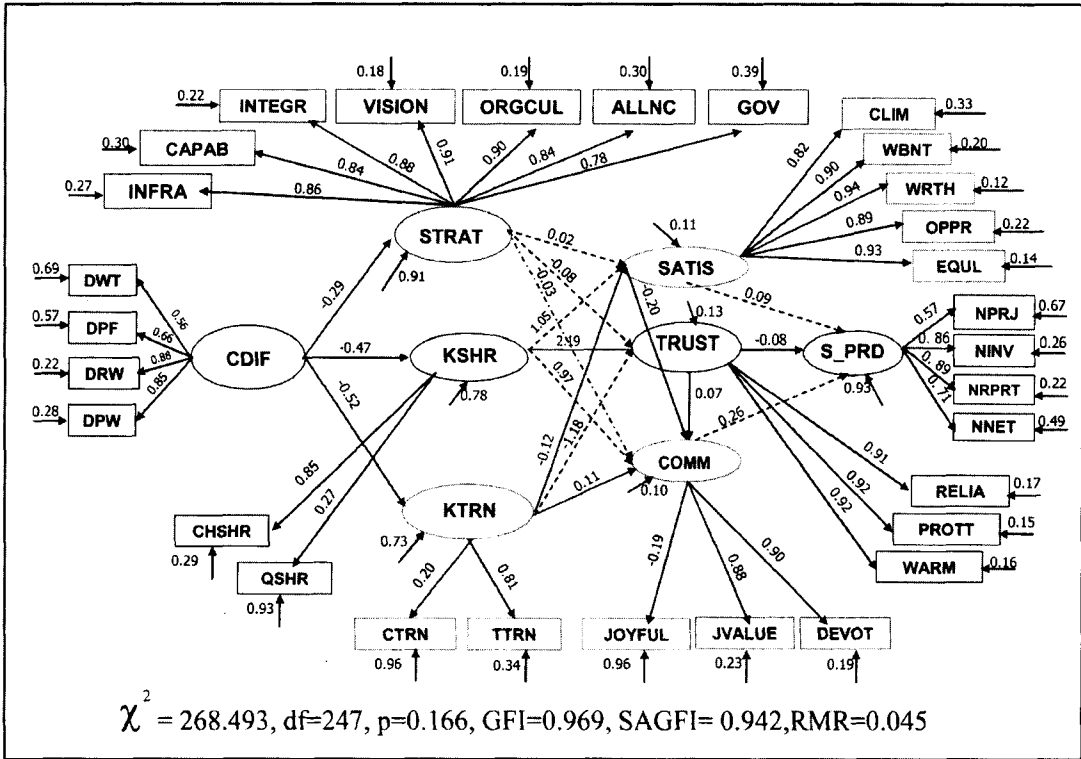 0.18 0.19 0.30 0.39
0.22 INTEGR VISION ORGCUL ALLNC GOV
CLIM 0.33
0.30 CAPAB
WBNT 0.20
0.27 INFRA
WRTH 0.12
OPPR 0.22
EQUL 0.14
0.86 0.84 0.88 0.91 0.90 0.84 0.78
0.82 0.90 0.94 0.89 0.93
STRAT
0.91
0.02 -0.08 -0.03
0.11
SATIS
0.69 DWT
0.57 DPF
0.22 DRW
0.28 DPW
0.56 0.66 0.88 0.85
CDIF
-0.29 -0.47 -0.52
KSHR
0.78
1.05 2.19 0.97
-0.20 0.09
0.13
TRUST
-0.08
0.07
S_PRD
0.93
0.57 0.86 0.89 0.71
NPRJ 0.67
NINV 0.26
NRPRT 0.22
NNET 0.49
-0.12 -1.18 0.11
0.26
COMM
0.10
KTRN
0.73
0.85 0.27
CHSHR
0.29
QSHR
0.93
0.91 0.92 0.92
RELIA 0.17
PROTT 0.15
WARM 0.16
0.20 0.81
-0.19 0.88 0.90
CTRN TTRN JOYFUL JVALUE DEVOT
0.96 0.34 0.96 0.23 0.19
χ² = 268.493, df=247, p=0.166, GFI=0.969, SAGFI= 0.942,RMR=0.045